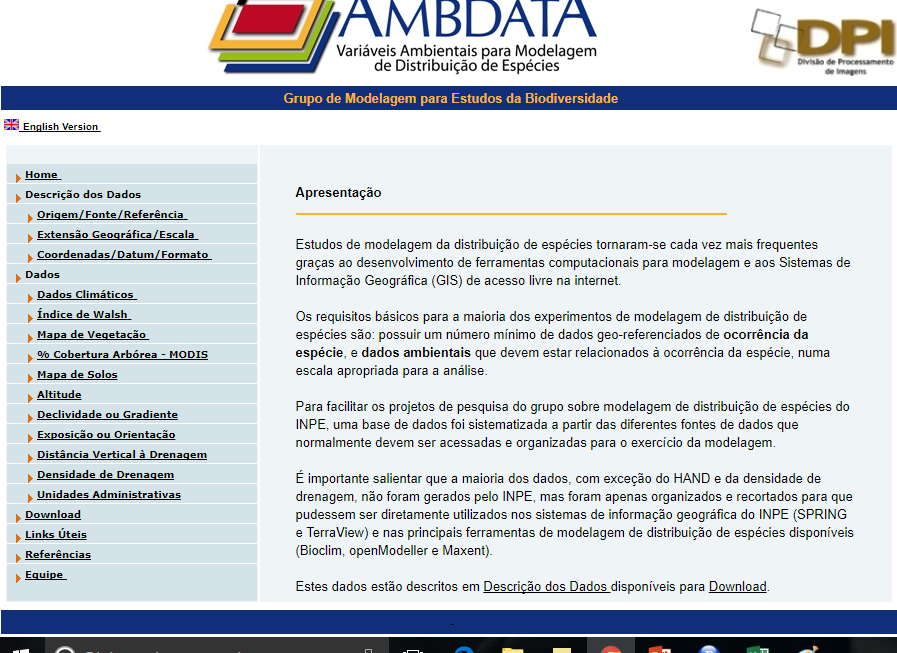 AMBDATA
Variáveis Ambientais para Modelagem
de Distribuição de Espécies
DPI
Divisão de Processamento
de Imagens
Grupo de Modelagem para Estudos da Biodiversidade
English Version
Home
Descrição dos Dados
Origem/Fonte/Referência
Extensão Geográfica/Escala
Coordenadas/Datum/Formato
Dados
Dados Climáticos
Índice de Walsh
Mapa de Vegetação
% Cobertura Arbórea - MODIS
Mapa de Solos
Altitude
Declividade ou Gradiente
Exposição ou Orientação
Distância Vertical à Drenagem
Densidade de Drenagem
Unidades Administrativas
Download
Links Úteis
Referências
Equipe
Apresentação
Estudos de modelagem da distribuição de espécies tornaram-se cada vez mais frequentes
graças ao desenvolvimento de ferramentas computacionais para modelagem e aos Sistemas de
Informação Geográfica (GIS) de acesso livre na internet.
Os requisitos básicos para a maioria dos experimentos de modelagem de distribuição de
espécies são: possuir um número mínimo de dados geo-referenciados de ocorrência da
espécie, e dados ambientais que devem estar relacionados à ocorrência da espécie, numa
escala apropriada para a análise.
Para facilitar os projetos de pesquisa do grupo sobre modelagem de distribuição de espécies do
INPE, uma base de dados foi sistematizada a partir das diferentes fontes de dados que
normalmente devem ser acessadas e organizadas para o exercício da modelagem.
É importante salientar que a maioria dos dados, com exceção do HAND e da densidade de
drenagem, não foram gerados pelo INPE, mas foram apenas organizados e recortados para que
pudessem ser diretamente utilizados nos sistemas de informação geográfica do INPE (SPRING
e TerraView) e nas principais ferramentas de modelagem de distribuição de espécies disponíveis
(Bioclim, openModeller e Maxent).
Estes dados estão descritos em Descrição dos Dados disponíveis para Download.